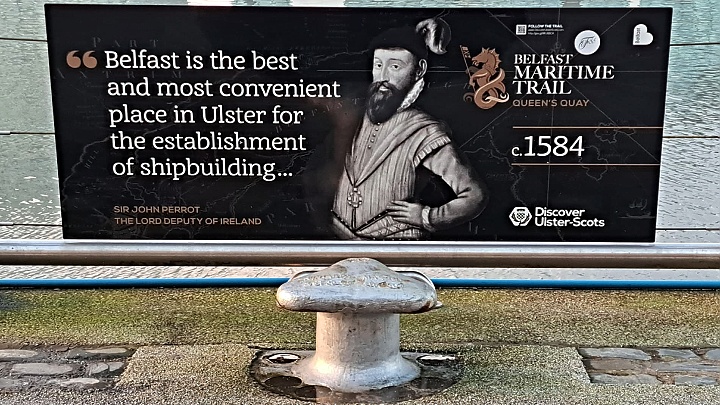 “Belfast is the best
and most convenient
place in Ulster for
the establishment
of shipbuilding...
SIR JOHN PERROT
THE LORD DEPUTY OF IRELAND
FOLLOW THE TRAIL
BELFAST
MARITIME
TRAIL
QUEEN'S QUAY
c.1584
Discover
Ulster-Scots